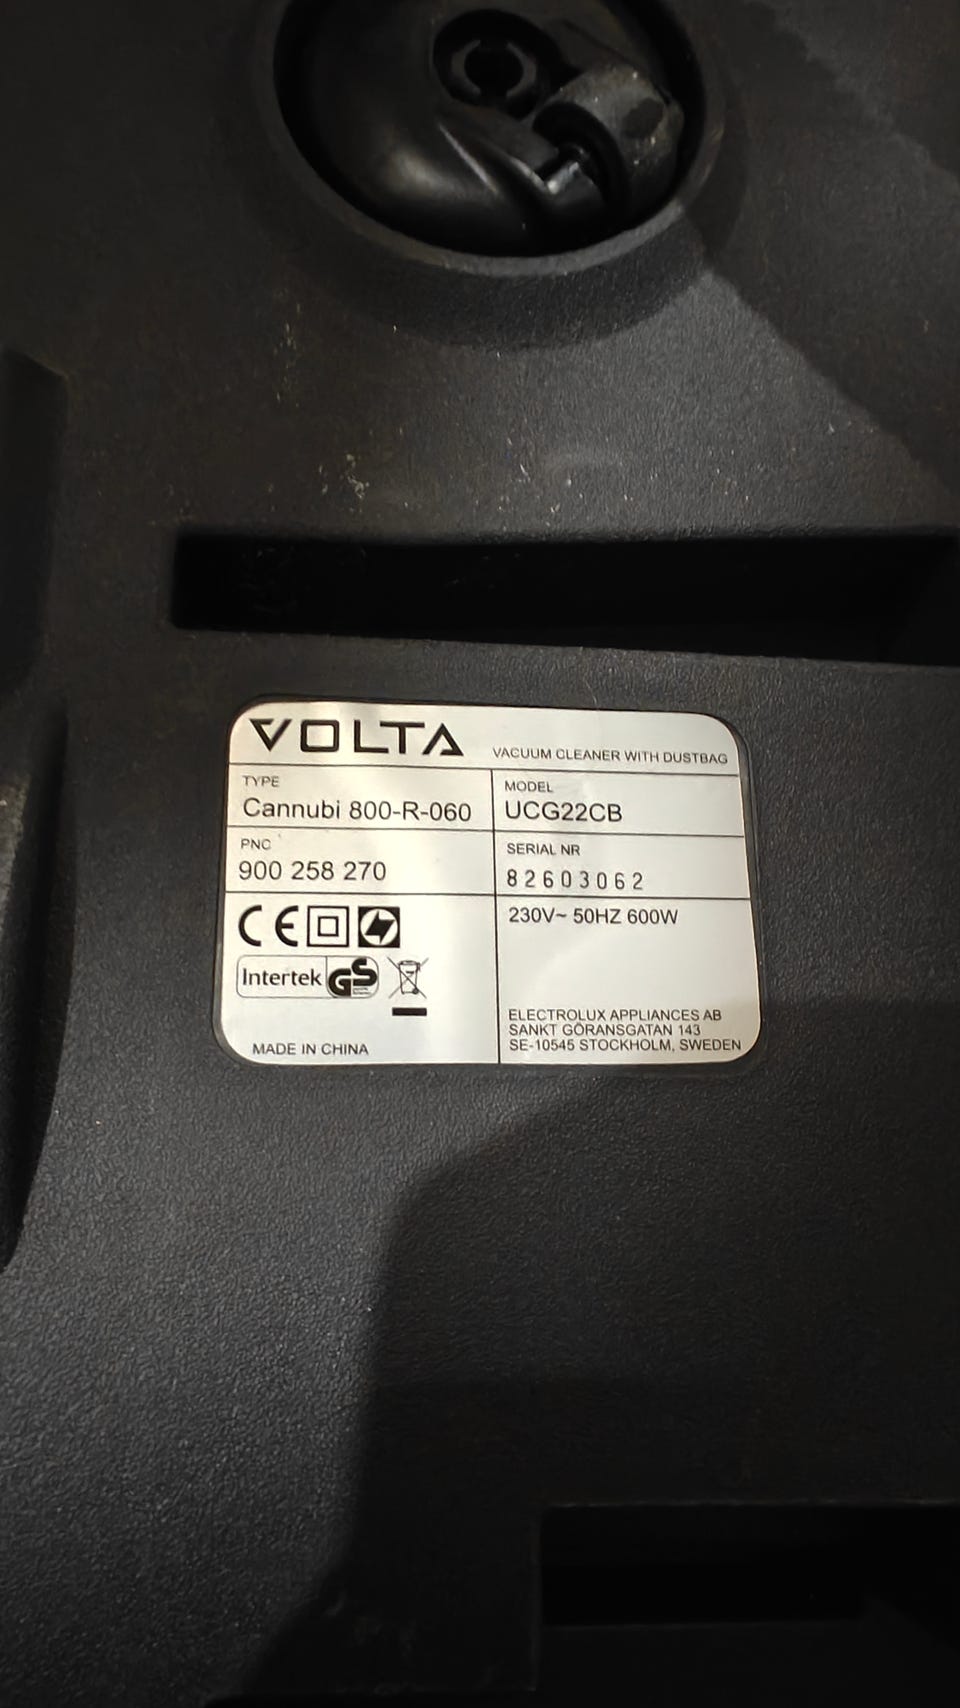 VOLTA
VACUUM CLEANER WITH DUSTBAG
TYPE
Cannubi 800-R-060
MODEL
UCG22CB
PNC
900 258 270
SERIAL NR
82603062
CE
Intertek GS
MADE IN CHINA
230V~ 50HZ 600W
ELECTROLUX APPLIANCES AB
SANKT GÖRANSGATAN 143
SE-10545 STOCKHOLM, SWEDEN